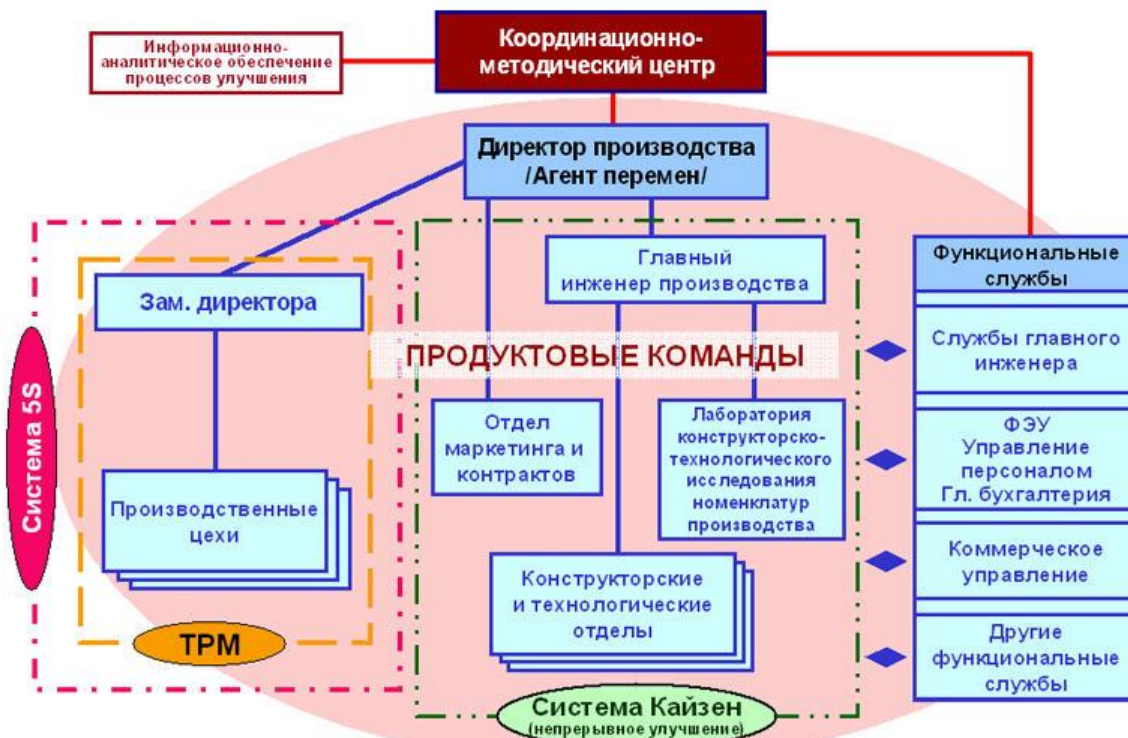 Информационно-
аналитическое обеспечение
процессов улучшения
Координационно-
методический центр
Директор производства
/Агент перемен/
Зам. директора
Главный
инженер производства
Функциональные
службы
Службы главного
инженера
ПРОДУКТОВЫЕ КОМАНДЫ
Система 5S
Отдел
маркетинга и
контрактов
Лаборатория
конструкторско-
технологического
исследования
номенклатур
производства
ФЭУ
Управление
персоналом
Гл. бухгалтерия
Производственные
цехи
Коммерческое
управление
Конструкторские
и технологические
отделы
Другие
функциональные
службы
ТРМ
Система Кайзен
(непрерывное улучшение)